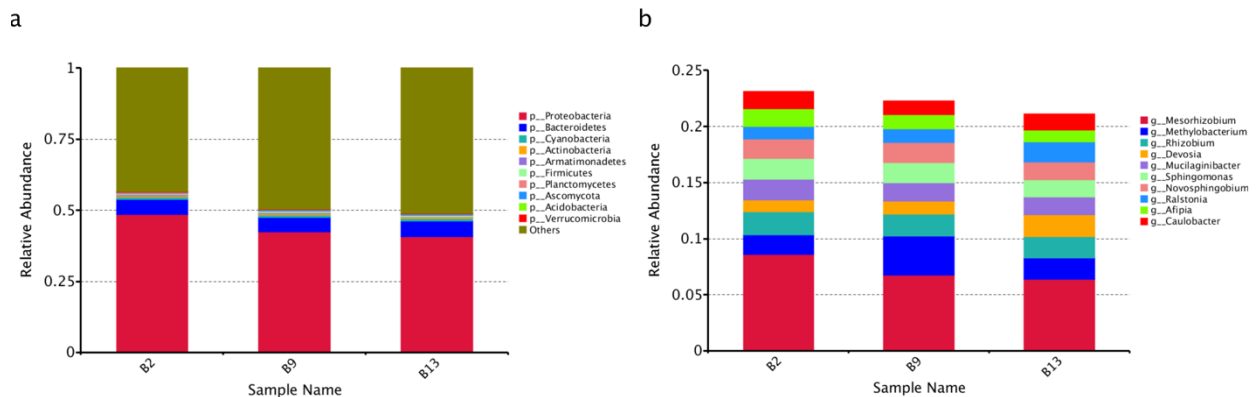 a
Relative Abundance
1
0.75
0.5
0.25
0
B2
B9
B13
Sample Name
p__Proteobacteria
p__Bacteroidetes
p__Cyanobacteria
p__Actinobacteria
p__Armatimonadetes
p__Firmicutes
p__Planctomycetes
p__Ascomycota
p__Acidobacteria
p__Verrucomicrobia
Others
b
Relative Abundance
0.25
0.2
0.15
0.1
0.05
0
B2
B9
B13
Sample Name
g__Mesorhizobium
g__Methylobacterium
g__Rhizobium
g__Devosia
g__Mucilaginibacter
g__Sphingomonas
g__Novosphingobium
g__Ralstonia
g__Afipia
g__Caulobacter